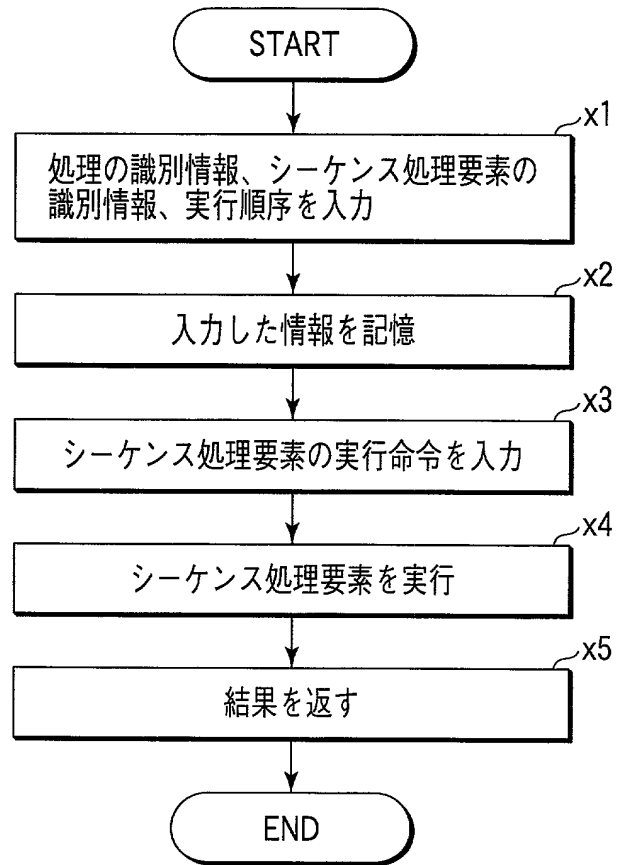 START
x1
処理の識別情報、シーケンス処理要素の
識別情報、実行順序を入力
x2
入力した情報を記憶
x3
シーケンス処理要素の実行命令を入力
x4
シーケンス処理要素を実行
x5
結果を返す
END